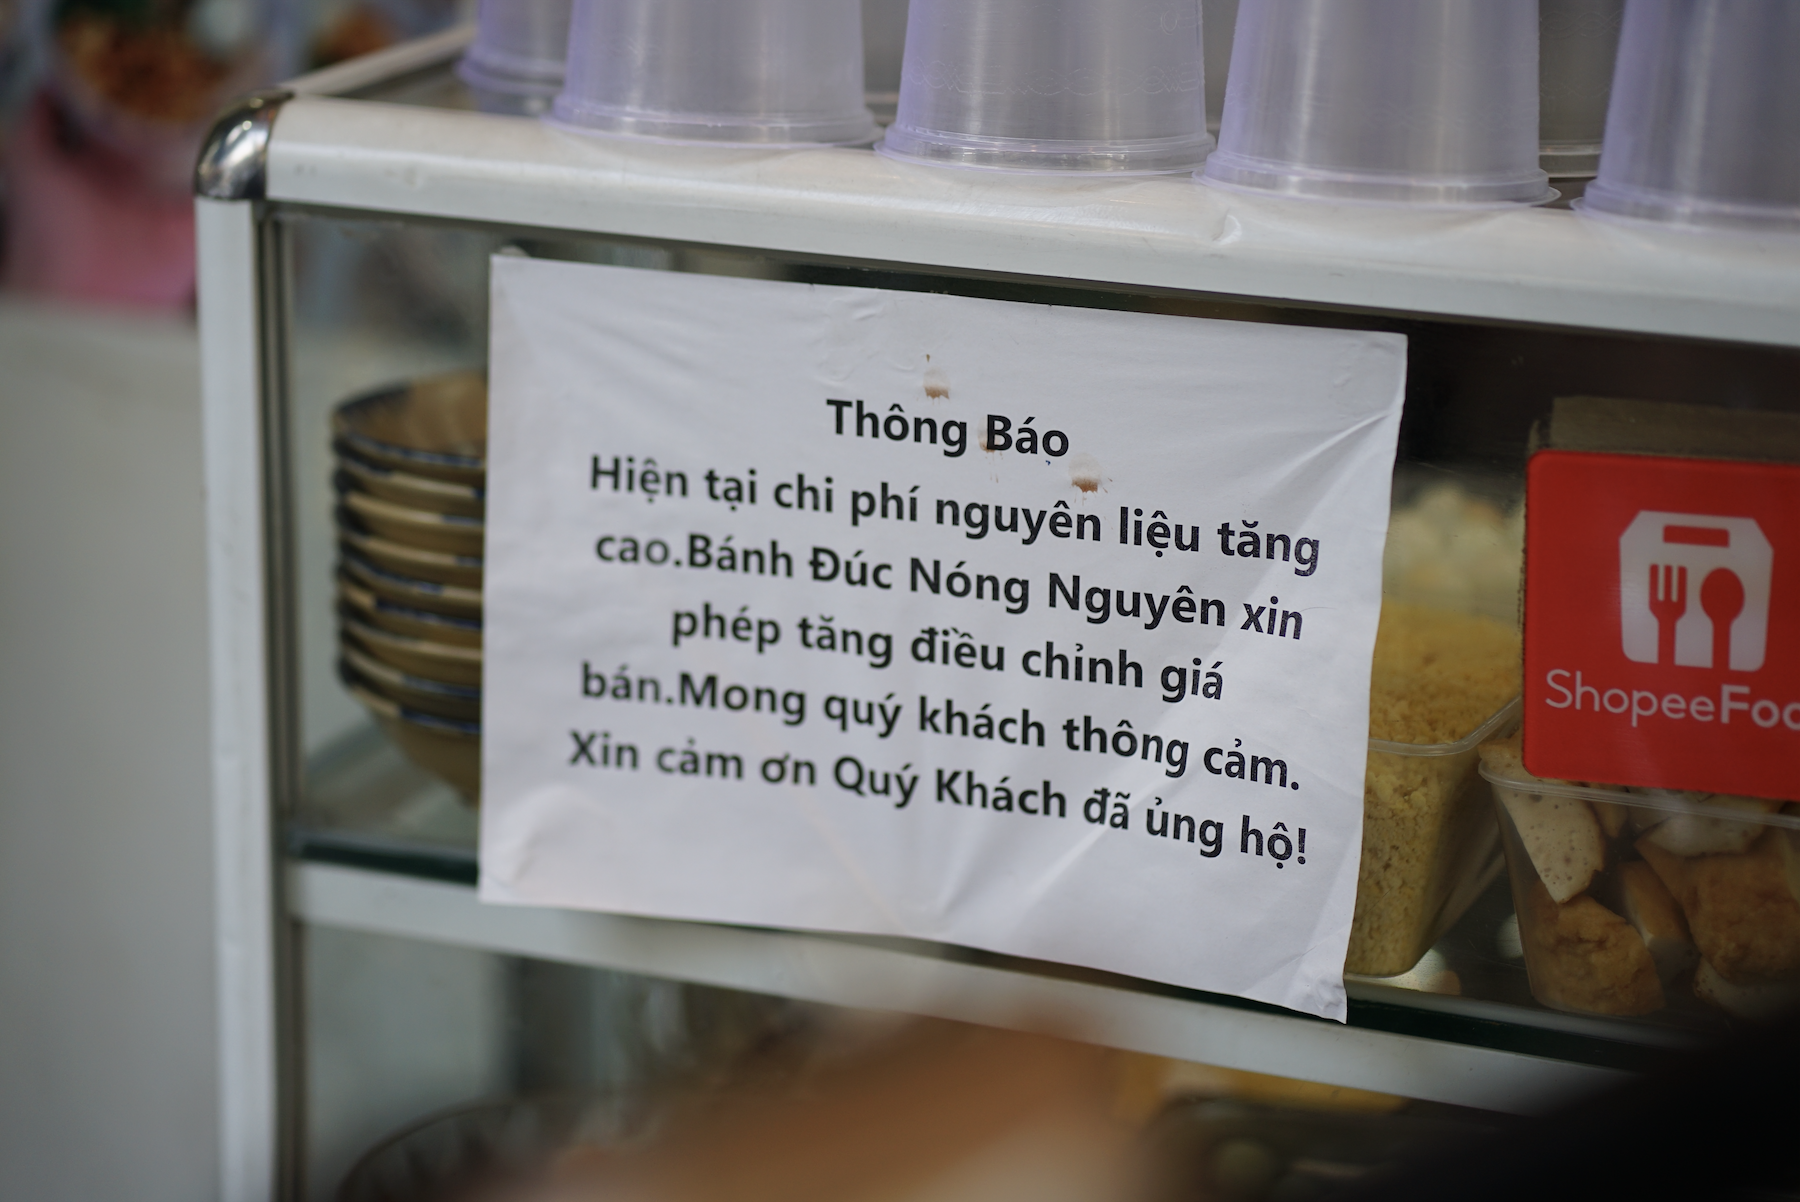 Thông Báo
Hiện tại chi phí nguyên liệu tăng
cao.Bánh Đúc Nóng Nguyên xin
phép tăng điều chỉnh giá
bán.Mong quý khách thông cảm.
Xin cảm ơn Quý Khách đã ủng hộ!
ShopeeFoo